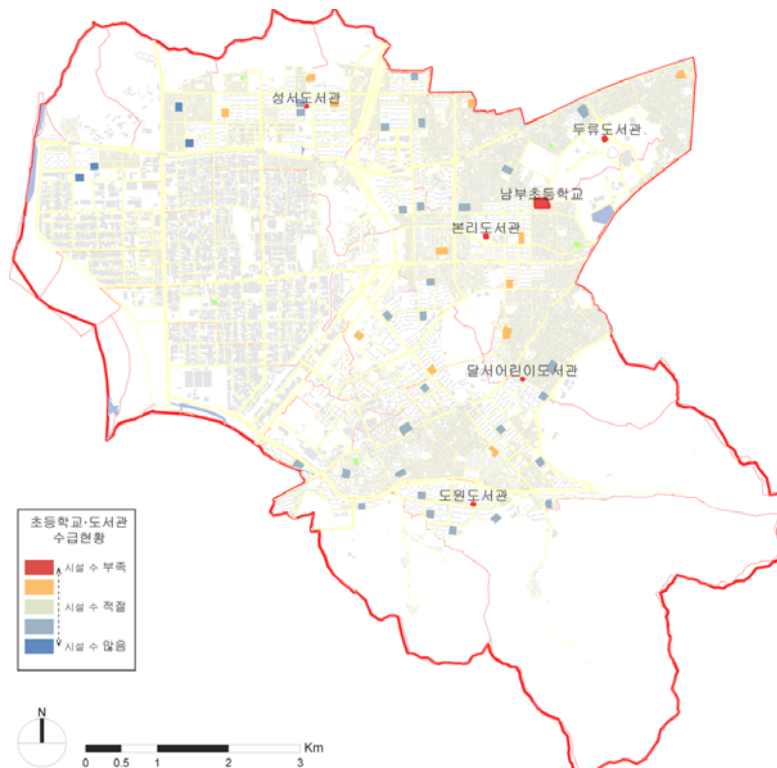 성서도서관
두류도서관
남부초등학교
본리도서관
달서어린이도서관
도원도서관
초등학교·도서관
수급현황
시설 수 부족
시설 수 적절
시설 수 많음
N
Km
0 0.5 1 2 3